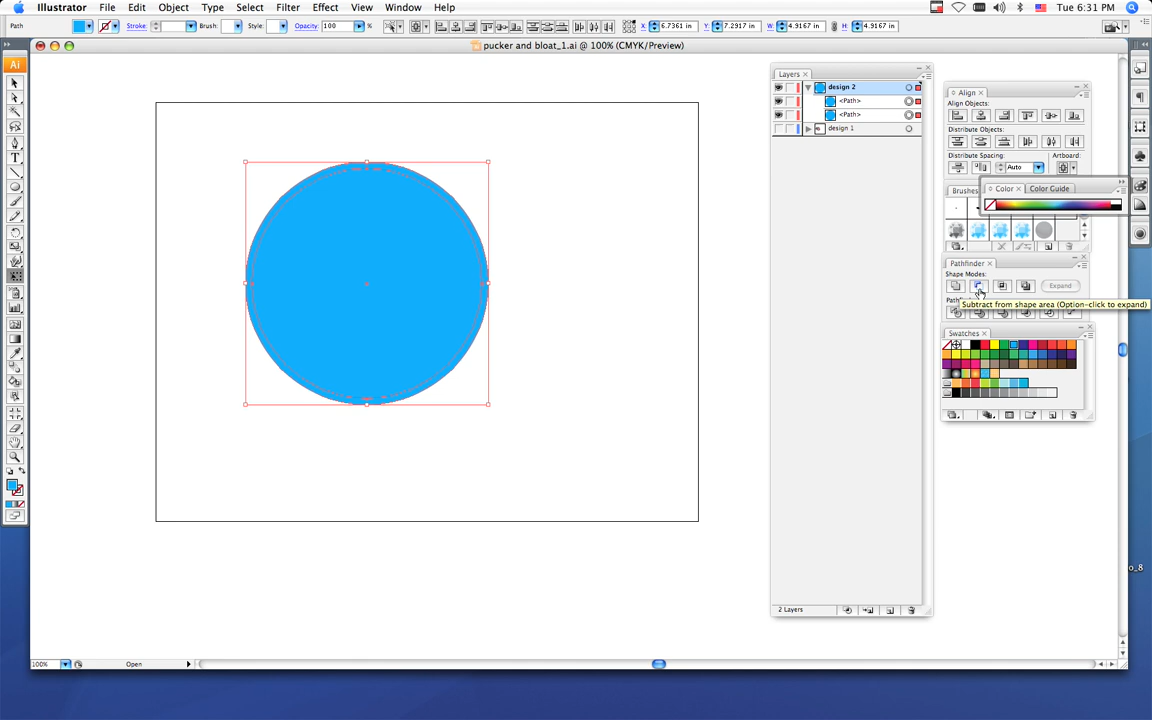 Illustrator File Edit Object Type Select Filter Effect View Window Help
Tue 6:31 PM
Path Stroke: Brush: Style: Opacity: 100 % X: 6.7361 in Y: 7.2917 in W: 4.9167 in H: 4.9167 in
pucker and bloat_1.ai @ 100% (CMYK/Preview)
Ai
T
Layers
design 2
<Path>
<Path>
design 1
2 Layers
Align
Align Objects:
Distribute Objects:
Distribute Spacing: Artboard:
Auto
Color Color Guide
Brushes
Pathfinder
Shape Modes:
Expand
Subtract from shape area (Option-click to expand)
Swatches
o_8
100% Open